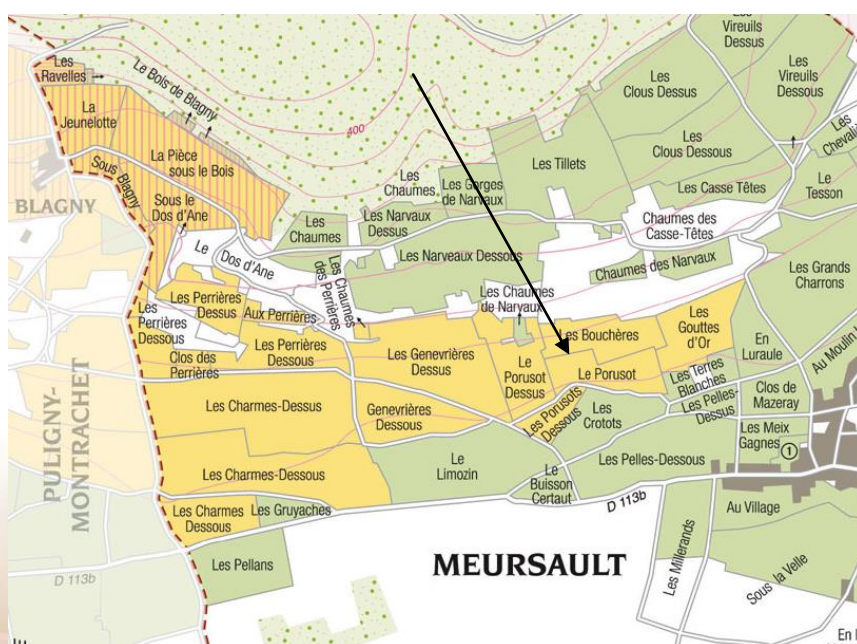 Les
Vireuils
Dessus
Les
Ravelles
Le Bois de Blagny
Les
Clous Dessus
Les
Vireuils
Dessous
La
Jeunelotte
400
Les
Chevali
La Pièce
sous le Bois
Les
Clous Dessous
Les Tillets
Sous Blagny
Les
Chaumes
Les Gorges
de Narvaux
Les Casse Têtes
Le
Tesson
BLAGNY
Sous le
Dos d'Ane
Les
Chaumes
Les Narvaux
Dessus
Chaumes des
Casse-Têtes
Le Dos d'Ane
Les Narveaux Dessous
Chaumes des Narvaux
Les Grands
Charrons
Les Chaumes
des Perrières
Les Chaumes
de Narvaux
Les
Perrières
Dessous
Les Perrières
Dessus
Aux Perrières
Les Bouchères
Les
Gouttes
d'Or
Clos des
Perrières
Les Perrières
Dessous
Les Genevrières
Dessus
Le
Porusot
Dessus
Le Porusot
En
Luraule
Au Moulin
Les Terres
Blanches
Clos de
Mazeray
Les Charmes-Dessus
Genevrières
Dessous
Les Porusots
Dessous
Les
Crotots
Les Pelles-
Dessus
Les Meix
Gagnes
1
PULIGNY-
MONTRACHET
Les Charmes-Dessous
Le
Limozin
Le
Buisson
Certaut
Les Pelles-Dessous
D 113b
Les Charmes
Dessous
Les Gruyaches
Au Village
Les Pellans
MEURSAULT
Les Millerands
Sous la Velle
D 113b
En